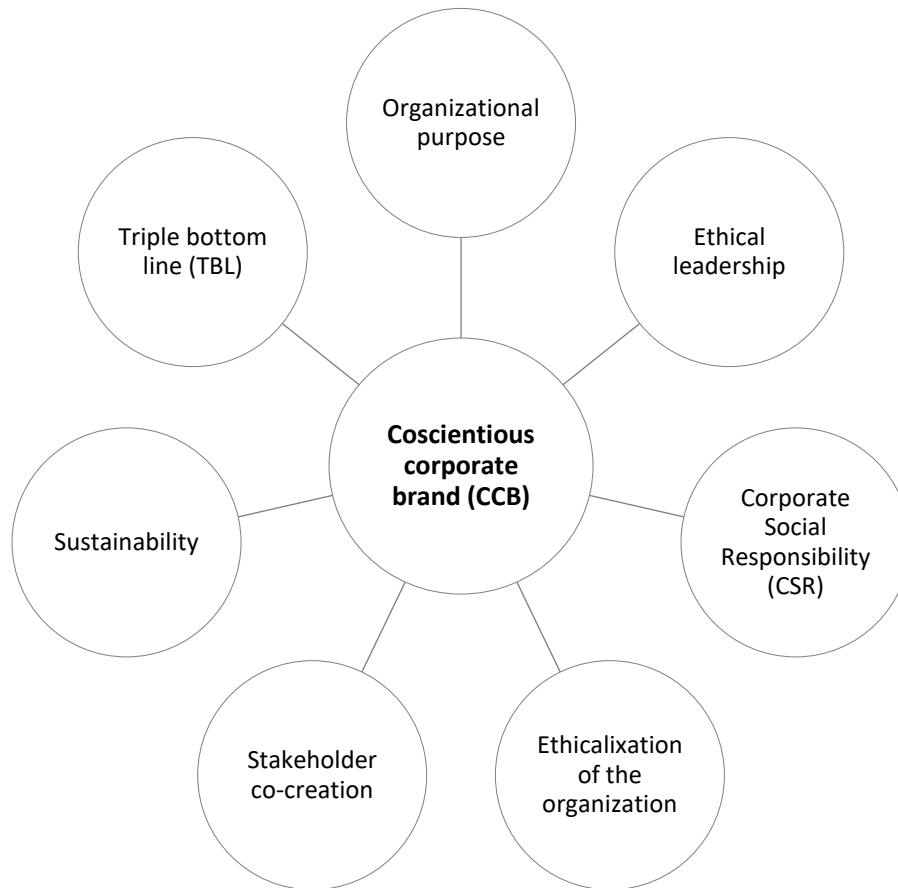 Organizational
purpose
Triple bottom
line (TBL)
Ethical
leadership
Coscientious
corporate
brand (CCB)
Sustainability
Corporate
Social
Responsibility
(CSR)
Stakeholder
co-creation
Ethicalixation
of the
organization